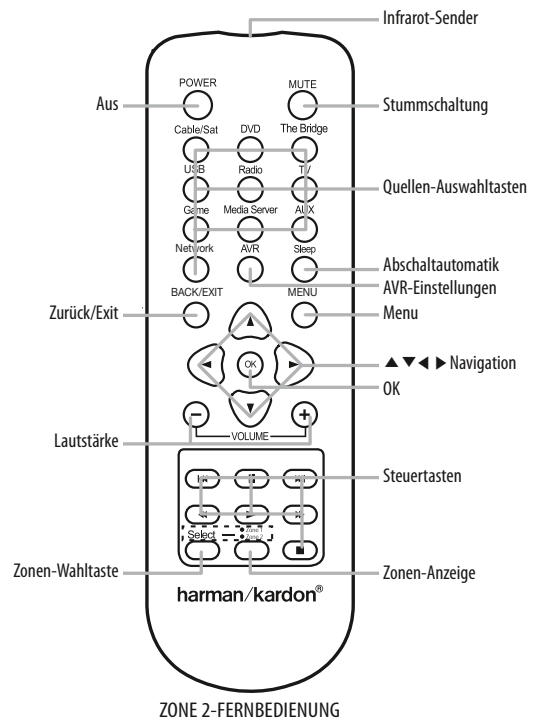 Infrarot-Sender
POWER MUTE
Aus Stummschaltung
Cable/Sat DVD The Bridge
USB Radio TV
Quellen-Auswahltasten
Game Media Server AUX
Network AVR Sleep
Abschaltautomatik
AVR-Einstellungen
BACK/EXIT MENU
Zurück/Exit Menu
▲▼◀▶ Navigation
OK
OK
− +
VOLUME
Lautstärke
Steuertasten
Select Zone 1
Zone 2
Zonen-Wahltaste Zonen-Anzeige
harman/kardon®
ZONE 2-FERNBEDIENUNG